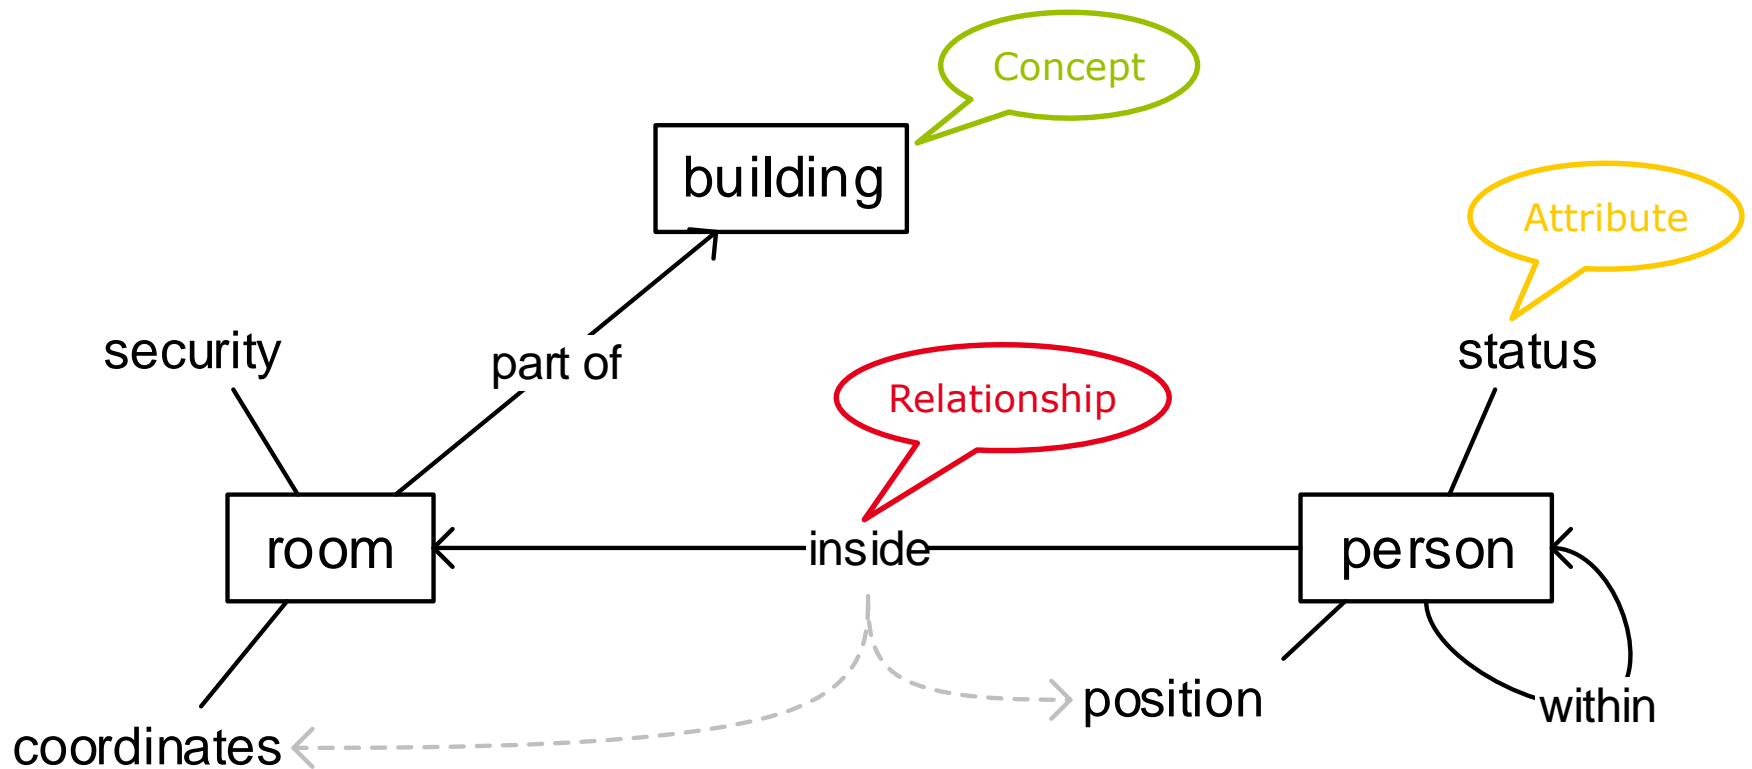 Concept
building
Attribute
security
part of
status
Relationship
room
inside
person
position
within
coordinates